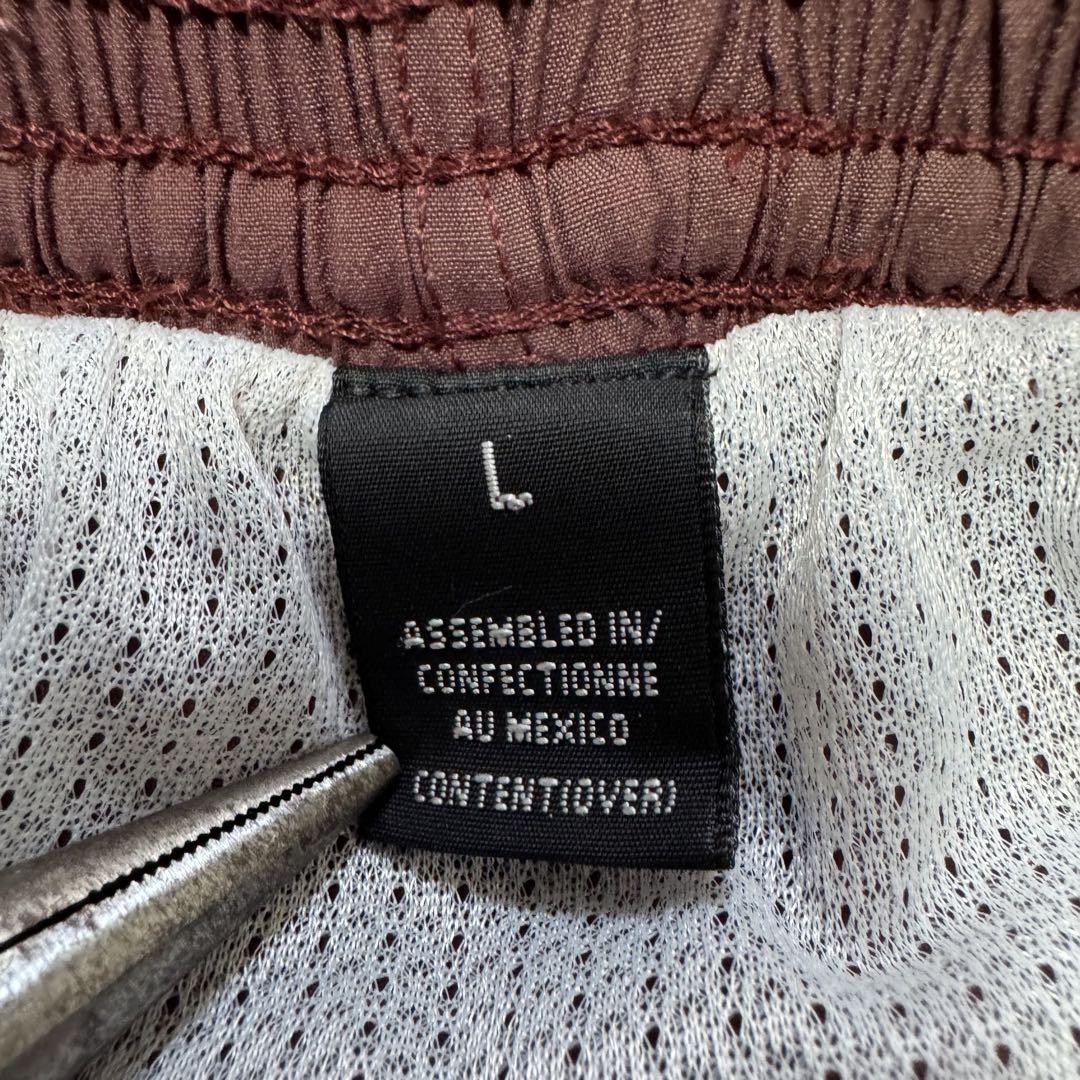 L
ASSEMBLED IN/
CONFECTIONNE
AU MEXICO
CONTENT(OVER)